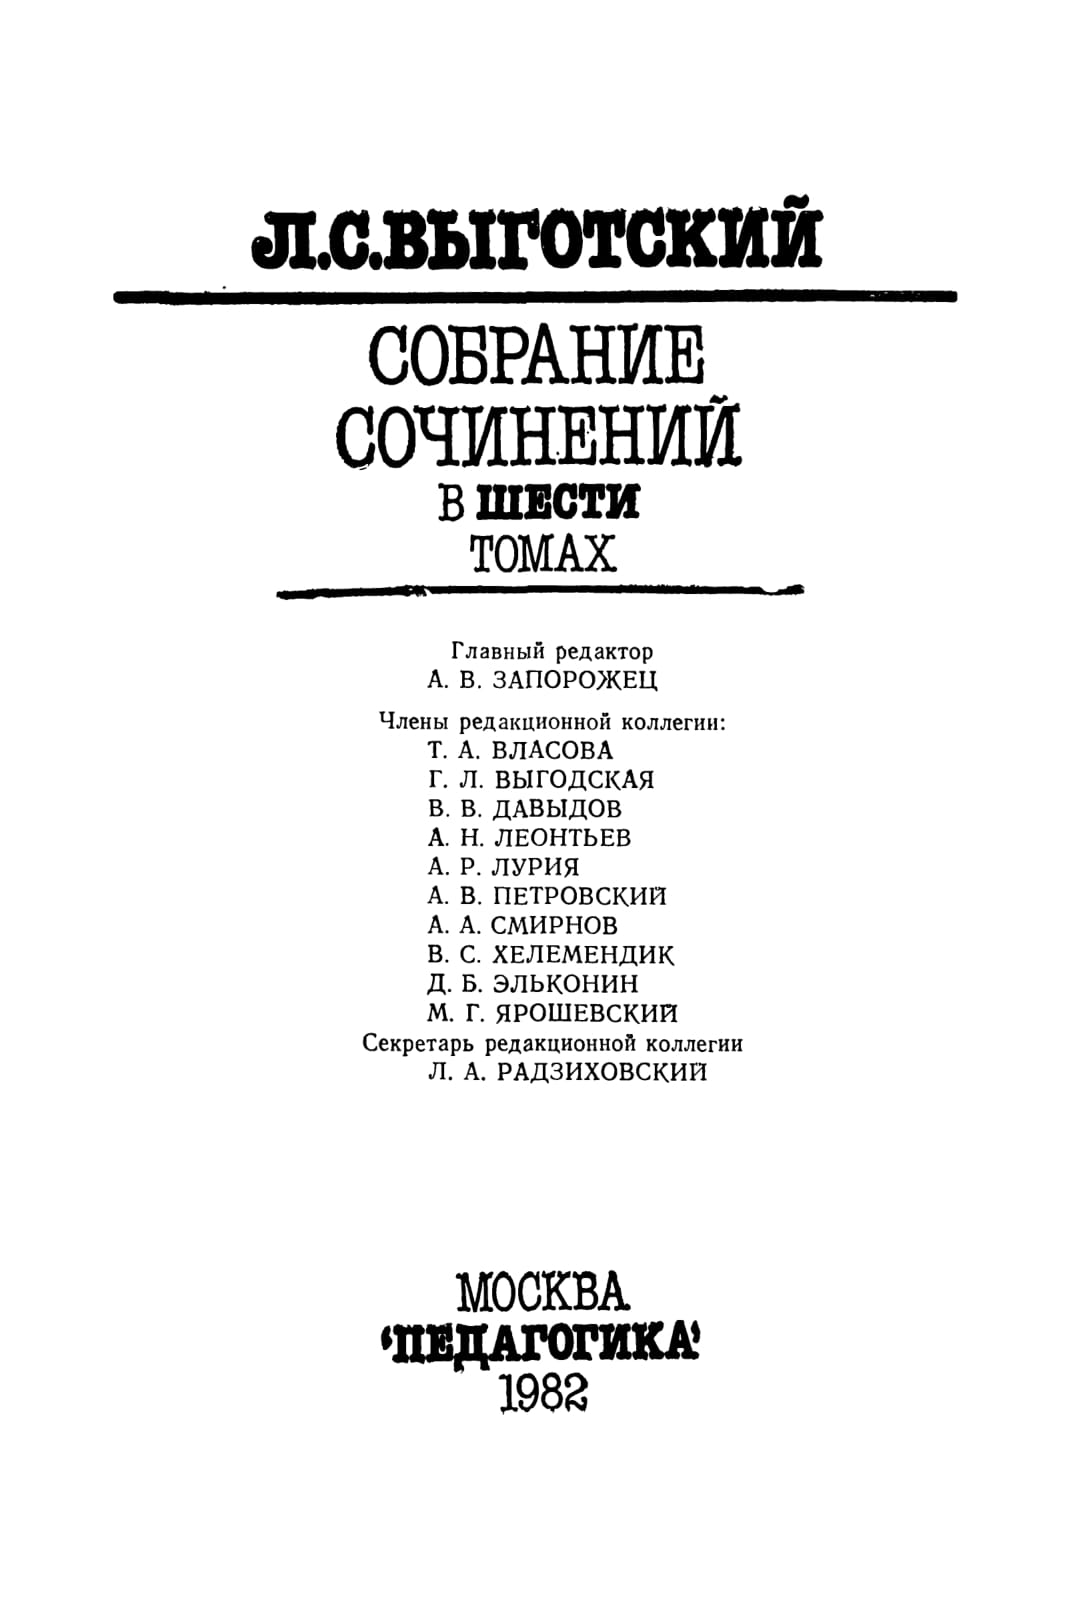 Л.С.ВЫГОТСКИЙ
СОБРАНИЕ
СОЧИНЕНИЙ
В ШЕСТИ
ТОМАХ
Главный редактор
А. В. ЗАПОРОЖЕЦ
Члены редакционной коллегии:
Т. А. ВЛАСОВА
Г. Л. ВЫГОДСКАЯ
В. В. ДАВЫДОВ
А. Н. ЛЕОНТЬЕВ
А. Р. ЛУРИЯ
А. В. ПЕТРОВСКИЙ
А. А. СМИРНОВ
В. С. ХЕЛЕМЕНДИК
Д. Б. ЭЛЬКОНИН
М. Г. ЯРОШЕВСКИЙ
Секретарь редакционной коллегии
Л. А. РАДЗИХОВСКИЙ
МОСКВА
‘ПЕДАГОГИКА’
1982